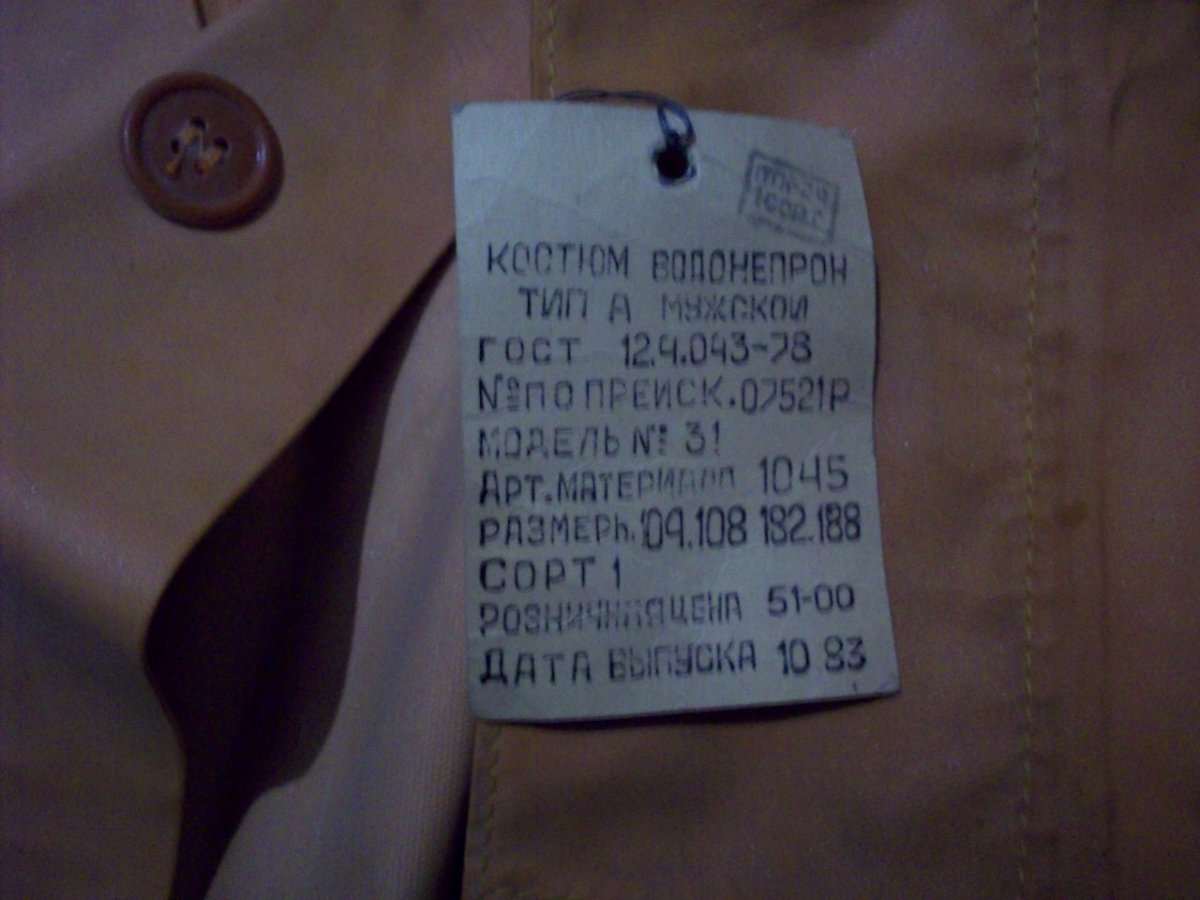 КОСТЮМ ВОДОНЕПРОН
ТИП А МУЖСКОЙ
ГОСТ 12.4.043-78
№ ПО ПРЕЙСК. 07521Р
МОДЕЛЬ № 31
АРТ. МАТЕРИАЛА 1045
РАЗМЕРЫ. 104.108 182.188
СОРТ 1
РОЗНИЧНАЯ ЦЕНА 51-00
ДАТА ВЫПУСКА 10 83